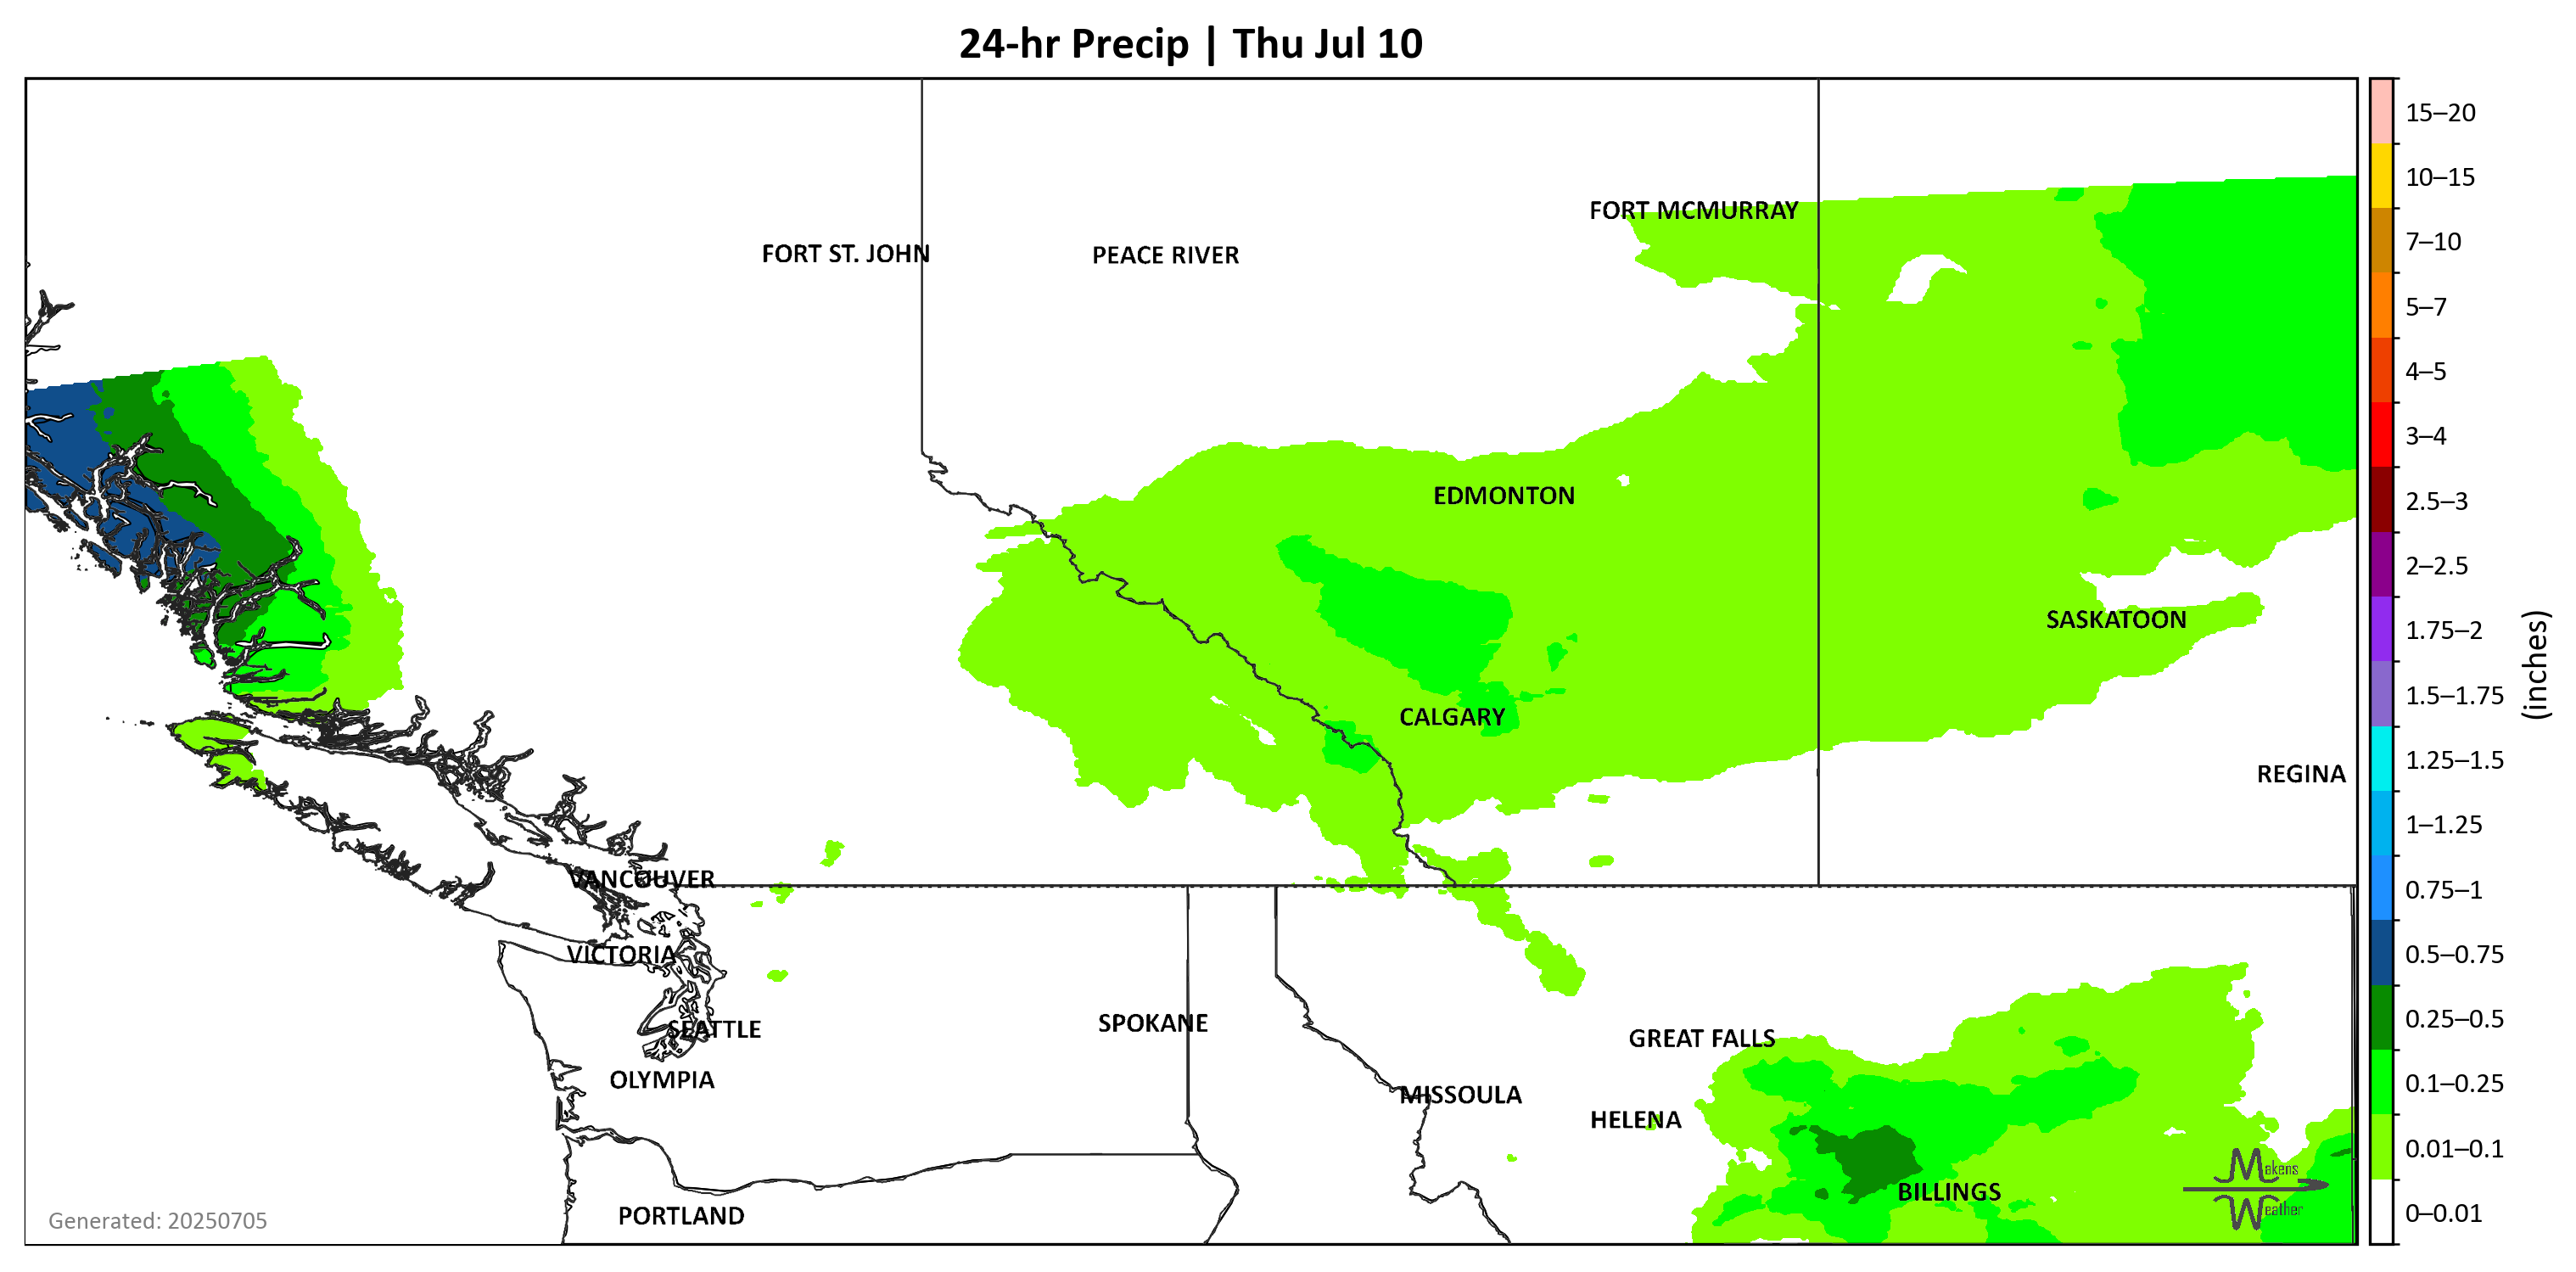 24-hr Precip | Thu Jul 10
FORT ST. JOHN
PEACE RIVER
FORT MCMURRAY
EDMONTON
SASKATOON
CALGARY
REGINA
VANCOUVER
VICTORIA
SEATTLE
SPOKANE
GREAT FALLS
OLYMPIA
MISSOULA
HELENA
BILLINGS
PORTLAND
Makens
Weather
Generated: 20250705
15–20
10–15
7–10
5–7
4–5
3–4
2.5–3
2–2.5
1.75–2
1.5–1.75
1.25–1.5
1–1.25
0.75–1
0.5–0.75
0.25–0.5
0.1–0.25
0.01–0.1
0–0.01
(inches)